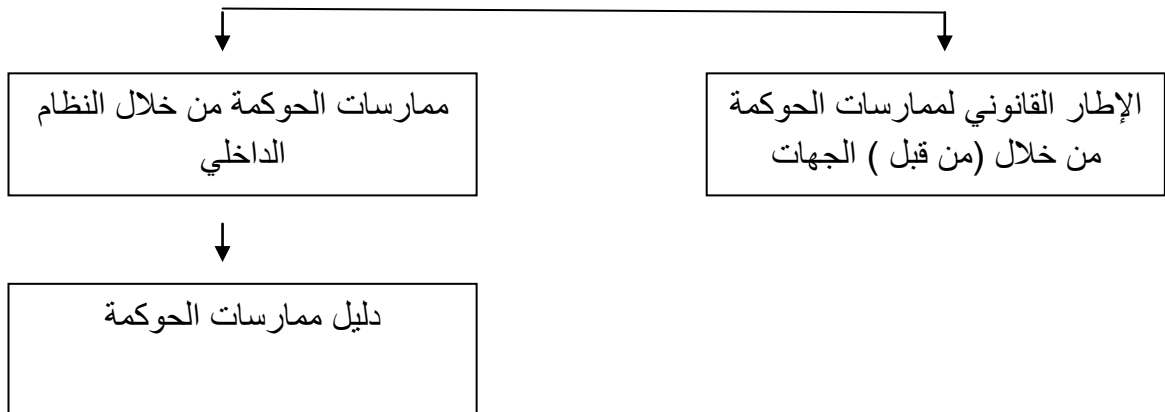 الإطار القانوني لممارسات الحوكمة
من خلال (من قبل ) الجهات
ممارسات الحوكمة من خلال النظام
الداخلي
دليل ممارسات الحوكمة